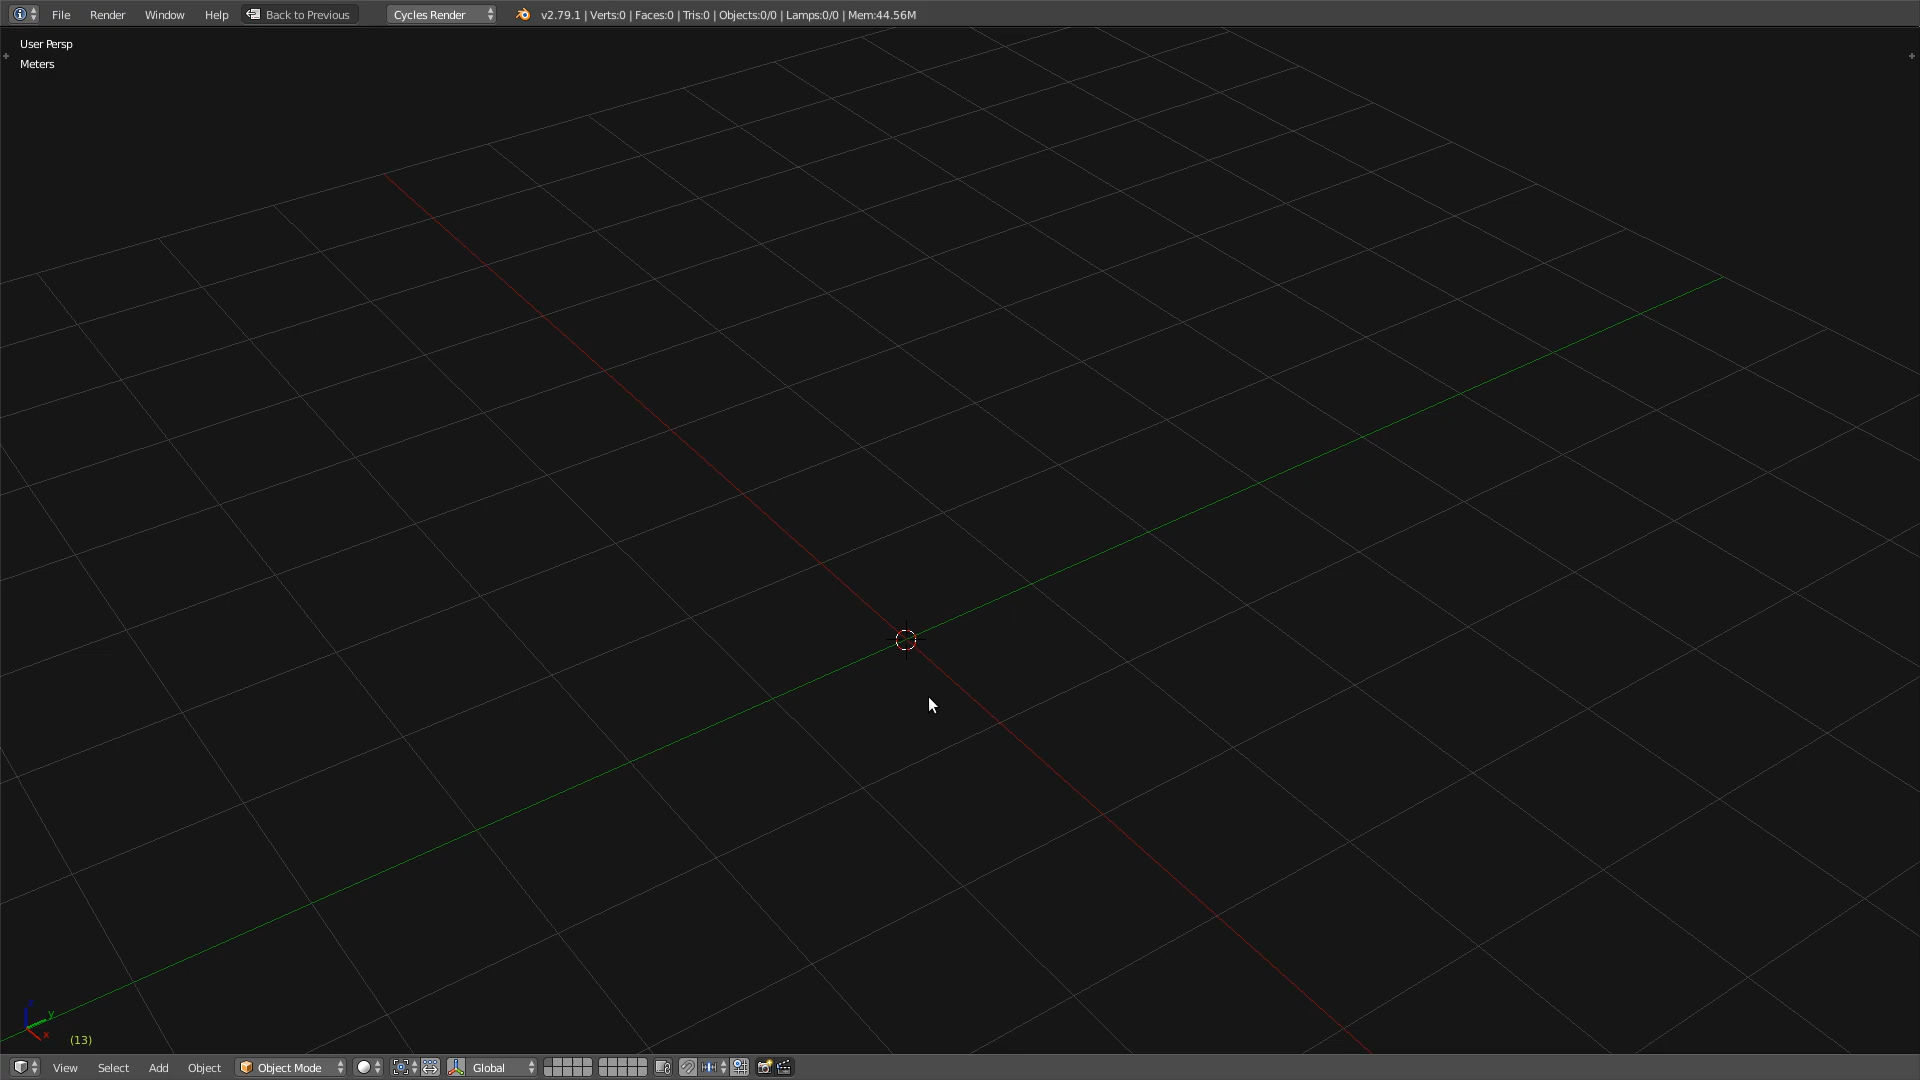 File Render Window Help Back to Previous Cycles Render v2.79.1 | Verts:0 | Faces:0 | Tris:0 | Objects:0/0 | Lamps:0/0 | Mem:44.56M
User Persp
Meters
y
x
(13)
View Select Add Object Object Mode Global